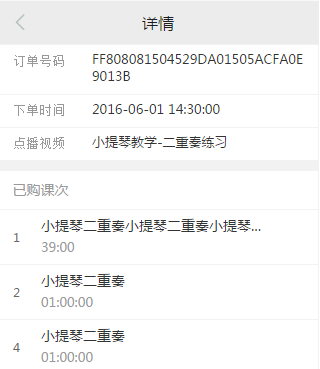 详情
订单号码 FF808081504529DA01505ACFA0E
9013B
下单时间 2016-06-01 14:30:00
点播视频 小提琴教学-二重奏练习
已购课次
小提琴二重奏小提琴二重奏小提琴...
1
39:00
小提琴二重奏
2
01:00:00
小提琴二重奏
4
01:00:00